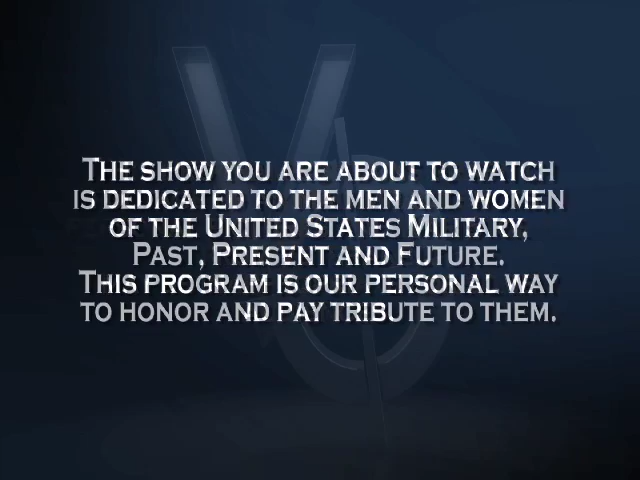 The show you are about to watch
is dedicated to the men and women
of the United States Military,
Past, Present and Future.
This program is our personal way
to honor and pay tribute to them.